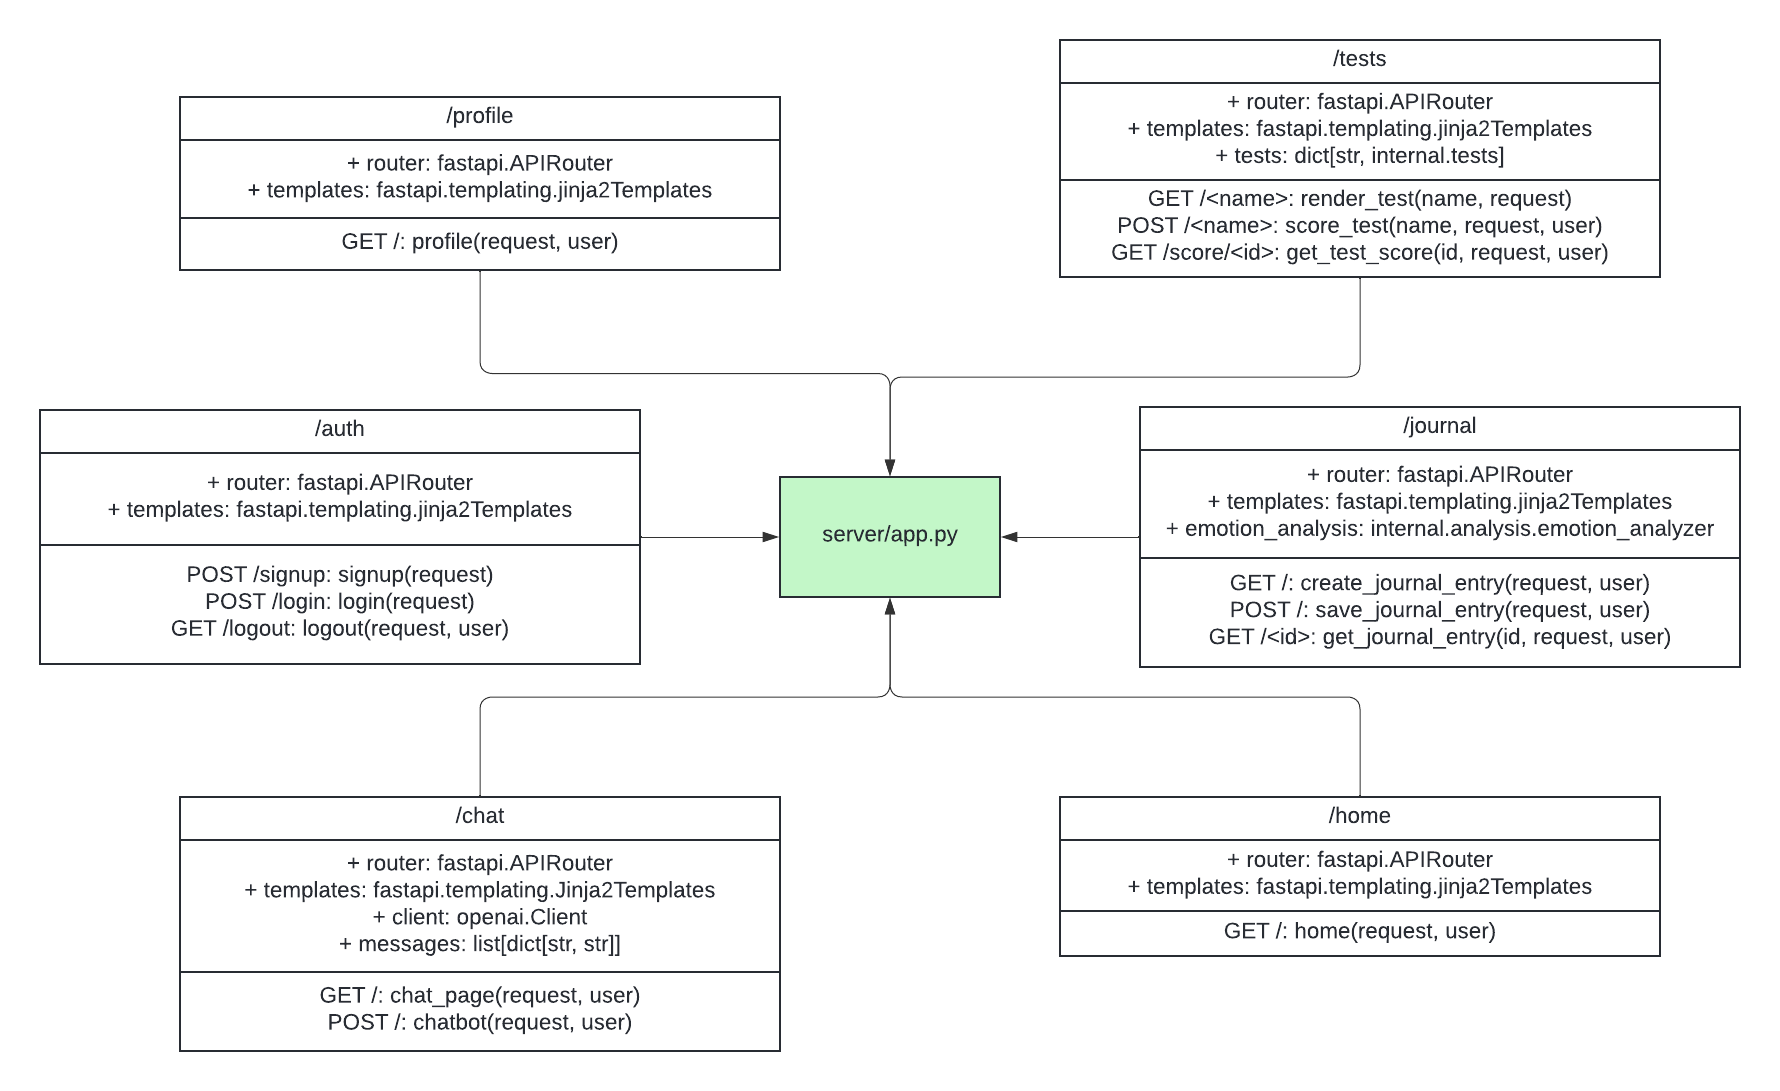 /profile
+ router: fastapi.APIRouter
+ templates: fastapi.templating.jinja2Templates
GET /: profile(request, user)
/tests
+ router: fastapi.APIRouter
+ templates: fastapi.templating.jinja2Templates
+ tests: dict[str, internal.tests]
GET /<name>: render_test(name, request)
POST /<name>: score_test(name, request, user)
GET /score/<id>: get_test_score(id, request, user)
/auth
+ router: fastapi.APIRouter
+ templates: fastapi.templating.jinja2Templates
POST /signup: signup(request)
POST /login: login(request)
GET /logout: logout(request, user)
server/app.py
/journal
+ router: fastapi.APIRouter
+ templates: fastapi.templating.jinja2Templates
+ emotion_analysis: internal.analysis.emotion_analyzer
GET /: create_journal_entry(request, user)
POST /: save_journal_entry(request, user)
GET /<id>: get_journal_entry(id, request, user)
/chat
+ router: fastapi.APIRouter
+ templates: fastapi.templating.Jinja2Templates
+ client: openai.Client
+ messages: list[dict[str, str]]
GET /: chat_page(request, user)
POST /: chatbot(request, user)
/home
+ router: fastapi.APIRouter
+ templates: fastapi.templating.jinja2Templates
GET /: home(request, user)